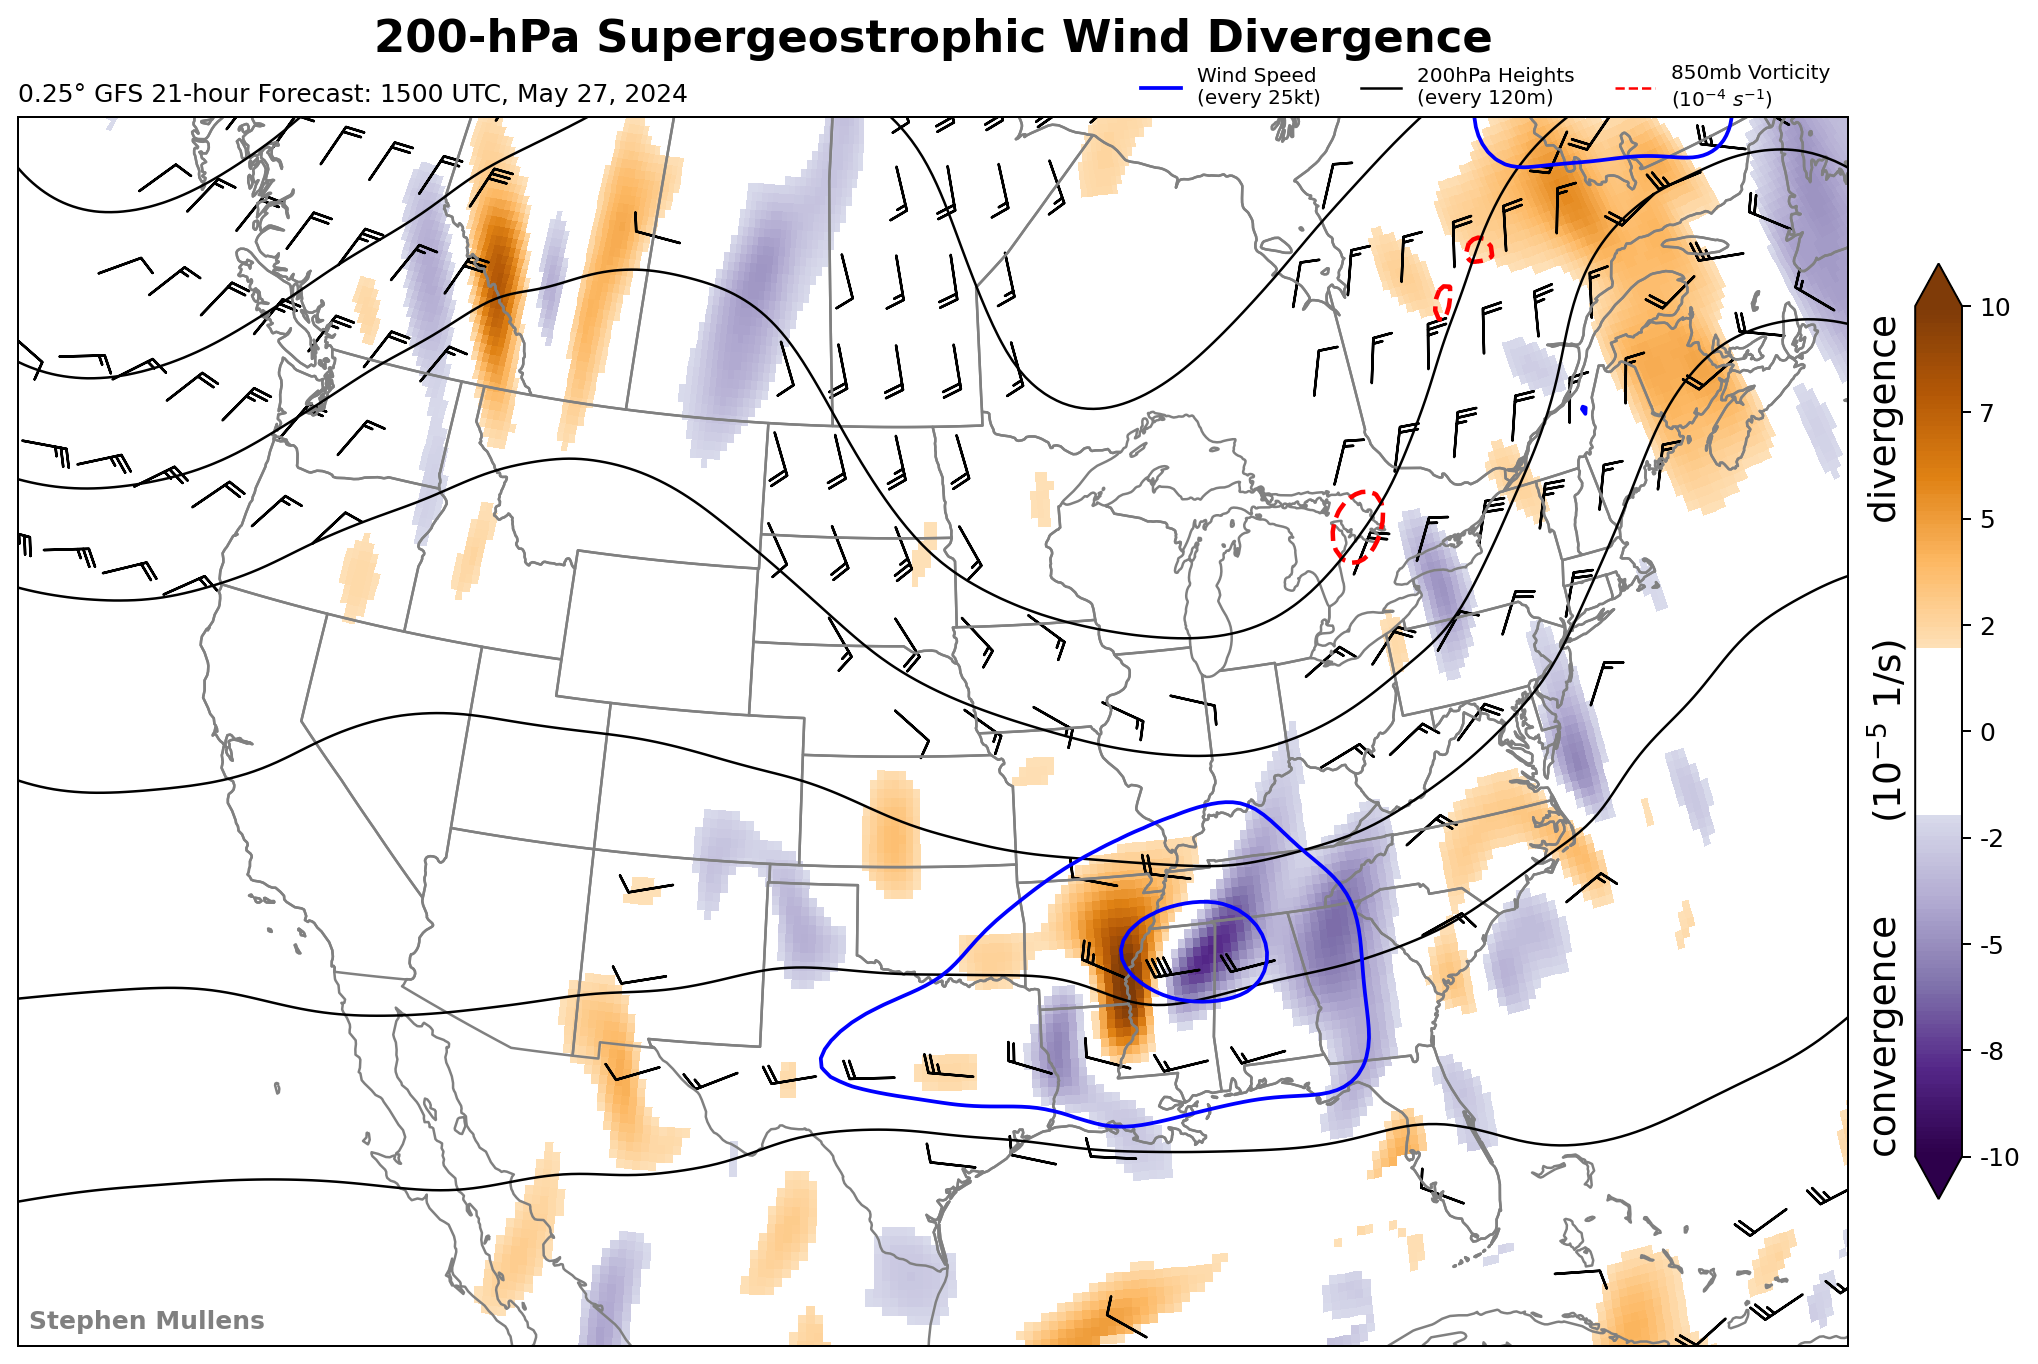 200-hPa Supergeostrophic Wind Divergence
0.25° GFS 21-hour Forecast: 1500 UTC, May 27, 2024
Wind Speed
(every 25kt)
200hPa Heights
(every 120m)
850mb Vorticity
(10⁻⁴ s⁻¹)
10
7
5
2
0
-2
-5
-8
-10
convergence (10⁻⁵ 1/s) divergence
Stephen Mullens